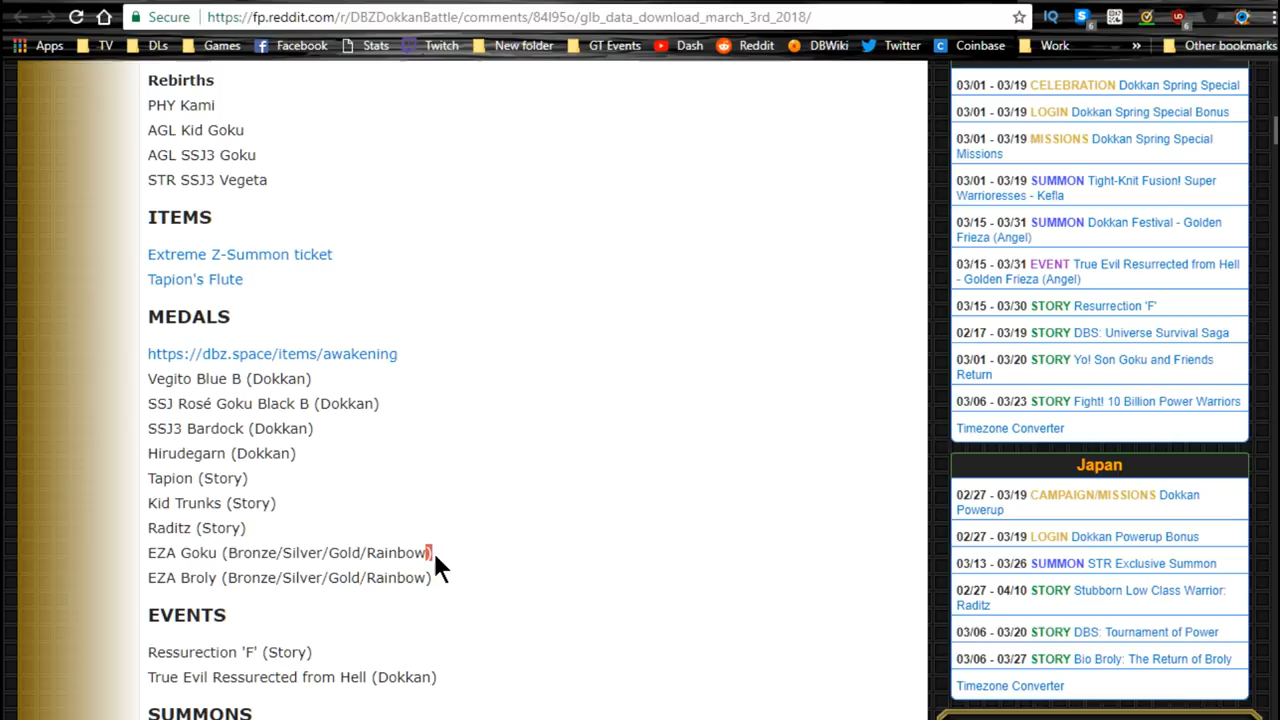 Secure
https://fp.reddit.com/r/DBZDokkanBattle/comments/84l95o/glb_data_download_march_3rd_2018/
Apps TV DLs Games Facebook Stats Twitch New folder GT Events Dash Reddit DBWiki Twitter Coinbase Work » Other bookmarks
Rebirths
PHY Kami
AGL Kid Goku
AGL SSJ3 Goku
STR SSJ3 Vegeta
ITEMS
Extreme Z-Summon ticket
Tapion's Flute
MEDALS
https://dbz.space/items/awakening
Vegito Blue B (Dokkan)
SSJ Rosé Goku Black B (Dokkan)
SSJ3 Bardock (Dokkan)
Hirudegarn (Dokkan)
Tapion (Story)
Kid Trunks (Story)
Raditz (Story)
EZA Goku (Bronze/Silver/Gold/Rainbow)
EZA Broly (Bronze/Silver/Gold/Rainbow)
EVENTS
Ressurection 'F' (Story)
True Evil Ressurected from Hell (Dokkan)
SUMMONS
03/01 - 03/19 CELEBRATION Dokkan Spring Special
03/01 - 03/19 LOGIN Dokkan Spring Special Bonus
03/01 - 03/19 MISSIONS Dokkan Spring Special
Missions
03/01 - 03/19 SUMMON Tight-Knit Fusion! Super
Warrioresses - Kefla
03/15 - 03/31 SUMMON Dokkan Festival - Golden
Frieza (Angel)
03/15 - 03/31 EVENT True Evil Resurrected from Hell
- Golden Frieza (Angel)
03/15 - 03/30 STORY Resurrection 'F'
02/17 - 03/19 STORY DBS: Universe Survival Saga
03/01 - 03/20 STORY Yo! Son Goku and Friends
Return
03/06 - 03/23 STORY Fight! 10 Billion Power Warriors
Timezone Converter
Japan
02/27 - 03/19 CAMPAIGN/MISSIONS Dokkan
Powerup
02/27 - 03/19 LOGIN Dokkan Powerup Bonus
03/13 - 03/26 SUMMON STR Exclusive Summon
02/27 - 04/10 STORY Stubborn Low Class Warrior:
Raditz
03/06 - 03/20 STORY DBS: Tournament of Power
03/06 - 03/27 STORY Bio Broly: The Return of Broly
Timezone Converter